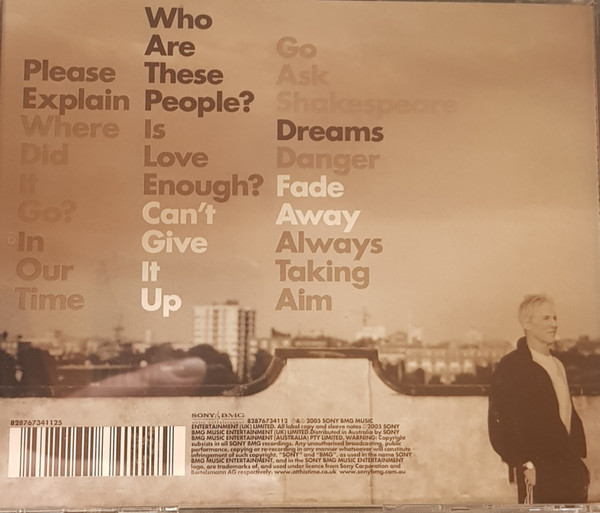 Please
Explain
Where
Did
It
Go?
In
Our
Time
Who
Are
These
People?
Is
Love
Enough?
Can't
Give
It
Up
Go
Ask
Shakespeare
Dreams
Danger
Fade
Away
Always
Taking
Aim
828767341125
SONY BMG
MUSIC ENTERTAINMENT
82876734112 ℗&© 2005 SONY BMG MUSIC
ENTERTAINMENT (UK) LIMITED. All label copy and sleeve notes ©2005 SONY
BMG MUSIC ENTERTAINMENT (UK) LIMITED. Distributed in Australia by SONY
BMG MUSIC ENTERTAINMENT (AUSTRALIA) PTY LIMITED. WARNING: Copyright
subsists in all SONY BMG recordings. Any unauthorised broadcasting, public
performance, copying or re-recording in any manner whatsoever will constitute
infringement of such copyright. "SONY" and "BMG", as used in the name SONY
BMG MUSIC ENTERTAINMENT, and in the SONY BMG MUSIC ENTERTAINMENT
logo, are trademarks of, and used under licence from Sony Corporation and
Bertelsmann AG respectively. www.atthistime.co.uk www.sonybmg.com.au